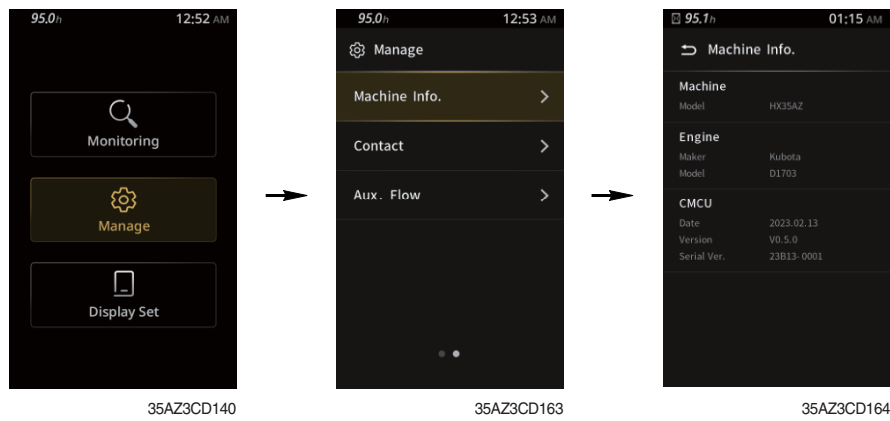 95.0h 12:52 AM
Monitoring
Manage
Display Set
35AZ3CD140
95.0h 12:53 AM
Manage
Machine Info.
Contact
Aux. Flow
35AZ3CD163
95.1h 01:15 AM
Machine Info.
Machine
Model HX35AZ
Engine
Maker Kubota
Model D1703
CMCU
Date 2023.02.13
Version V0.5.0
Serial Ver. 23B13-0001
35AZ3CD164